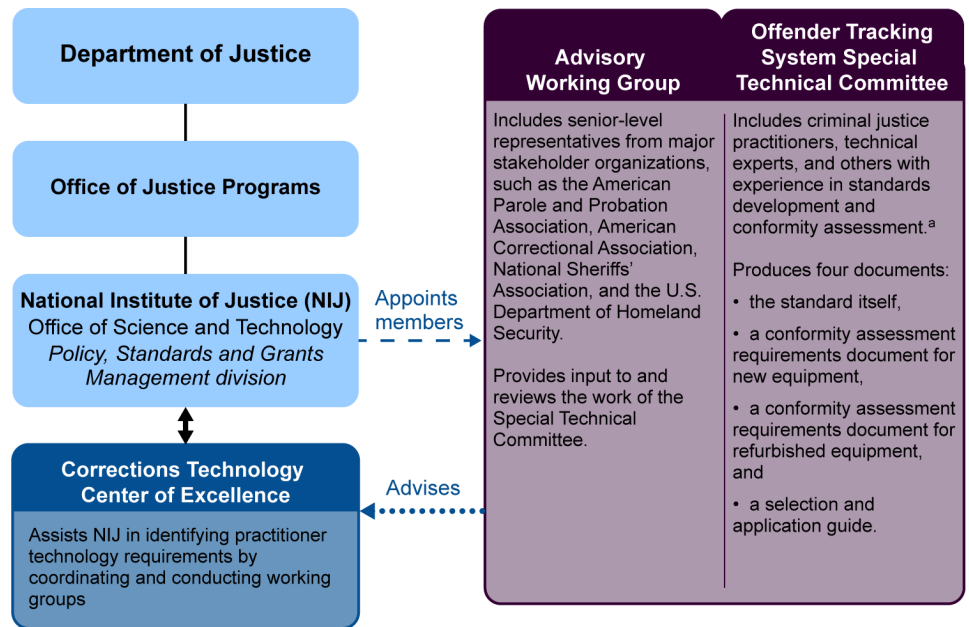 Department of Justice
Office of Justice Programs
National Institute of Justice (NIJ)
Office of Science and Technology
Policy, Standards and Grants
Management division
Corrections Technology
Center of Excellence
Assists NIJ in identifying practitioner
technology requirements by
coordinating and conducting working
groups
Appoints
members
Advises
Advisory
Working Group
Includes senior-level
representatives from major
stakeholder organizations,
such as the American
Parole and Probation
Association, American
Correctional Association,
National Sheriffs’
Association, and the U.S.
Department of Homeland
Security.
Provides input to and
reviews the work of the
Special Technical
Committee.
Offender Tracking
System Special
Technical Committee
Includes criminal justice
practitioners, technical
experts, and others with
experience in standards
development and
conformity assessment.ª
Produces four documents:
• the standard itself,
• a conformity assessment
requirements document for
new equipment,
• a conformity assessment
requirements document for
refurbished equipment,
and
• a selection and
application guide.